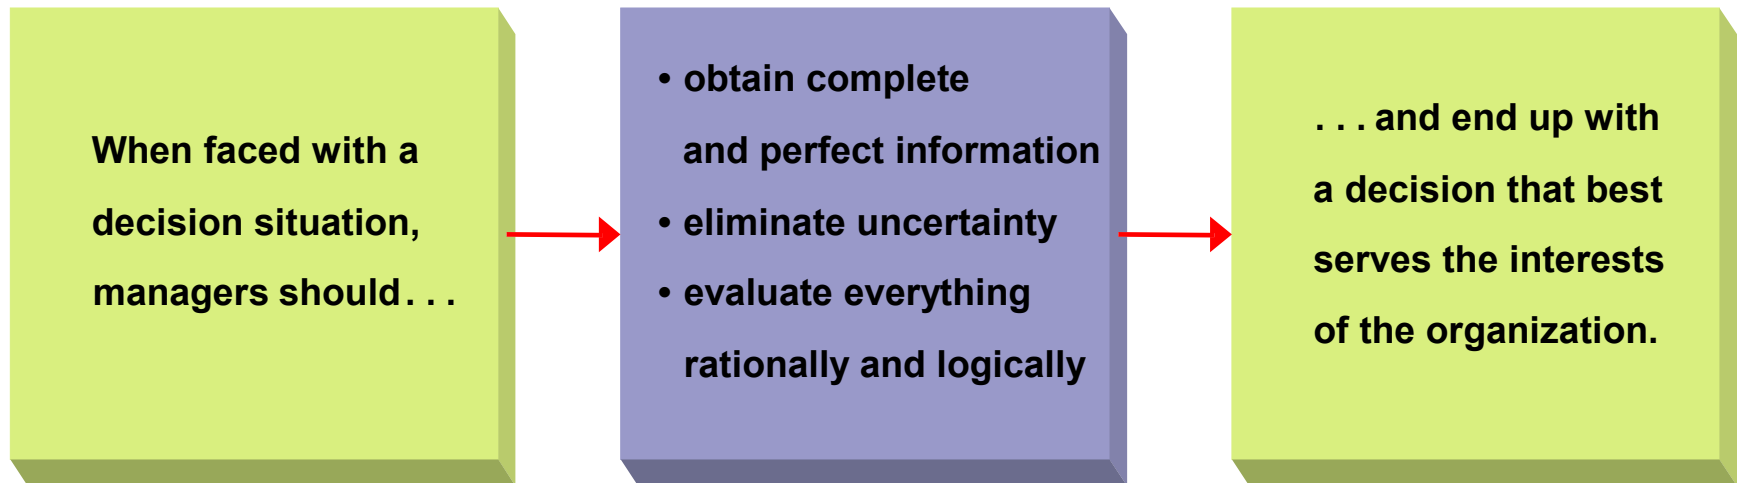 When faced with a
decision situation,
managers should . . .
• obtain complete
and perfect information
• eliminate uncertainty
• evaluate everything
rationally and logically
. . . and end up with
a decision that best
serves the interests
of the organization.